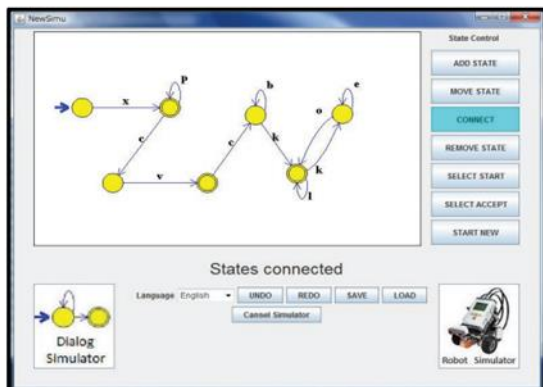 NewSimu
State Control
ADD STATE
MOVE STATE
CONNECT
REMOVE STATE
SELECT START
SELECT ACCEPT
START NEW
x
p
c
v
c
b
k
o
e
k
l
States connected
Language English UNDO REDO SAVE LOAD
Cansel Simulator
Dialog
Simulator
Robot Simulator